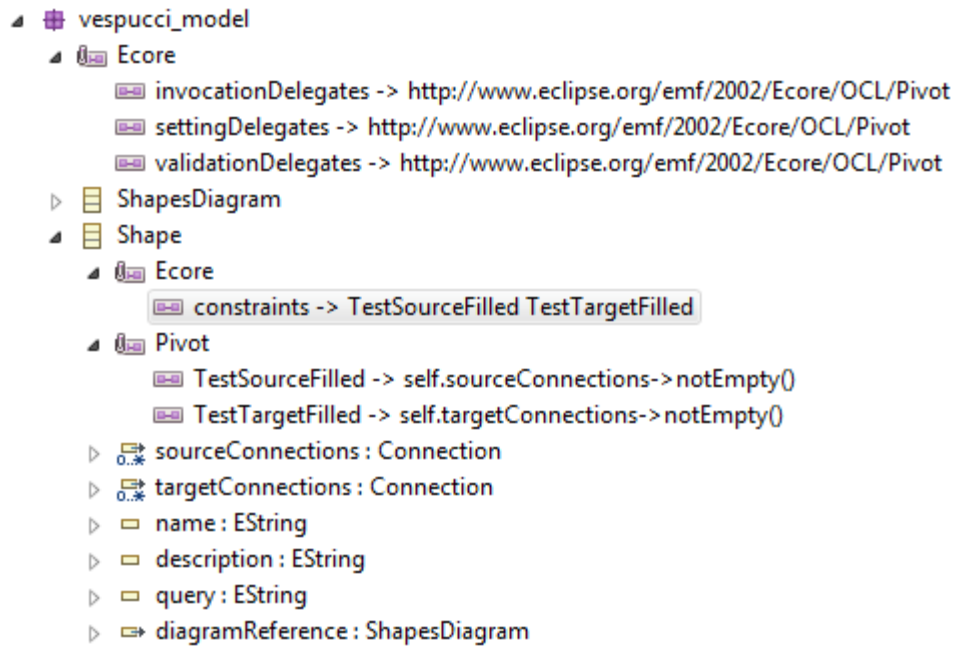 vespucci_model
Ecore
invocationDelegates -> http://www.eclipse.org/emf/2002/Ecore/OCL/Pivot
settingDelegates -> http://www.eclipse.org/emf/2002/Ecore/OCL/Pivot
validationDelegates -> http://www.eclipse.org/emf/2002/Ecore/OCL/Pivot
ShapesDiagram
Shape
Ecore
constraints -> TestSourceFilled TestTargetFilled
Pivot
TestSourceFilled -> self.sourceConnections->notEmpty()
TestTargetFilled -> self.targetConnections->notEmpty()
0..* sourceConnections : Connection
0..* targetConnections : Connection
name : EString
description : EString
query : EString
diagramReference : ShapesDiagram